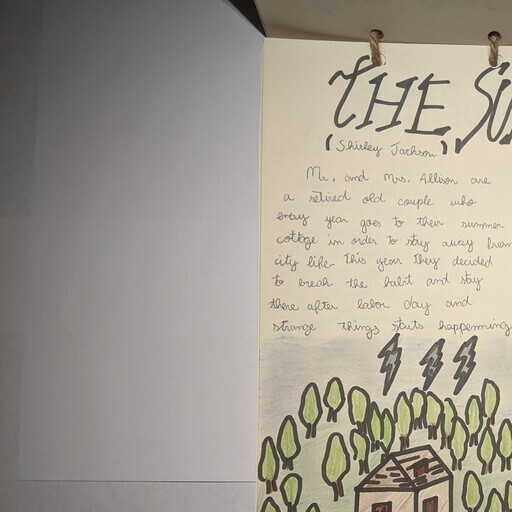 THE SU
(Shirley Jackson)
Mr. and Mrs. Allison are
a retired old couple who
every year goes to their summer
cottage in order to stay away from
city life. This year they decided
to break the habit and stay
there after labor day and
strange things starts happenning